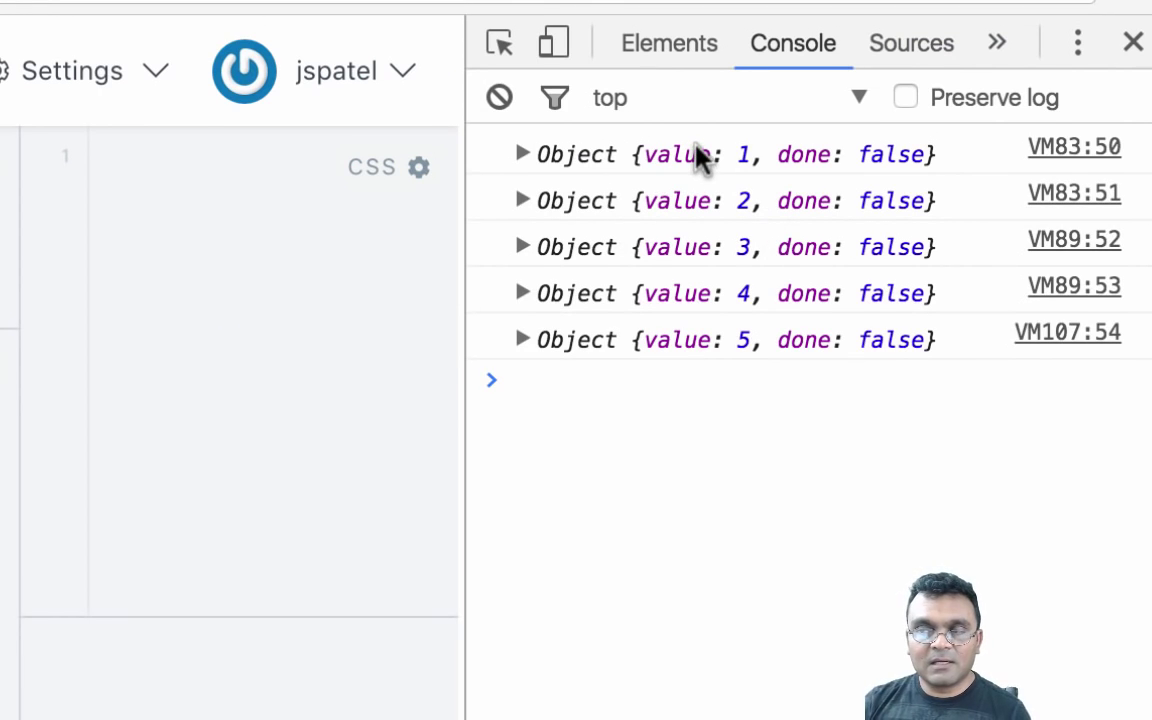 Settings
jspatel
Elements Console Sources
top Preserve log
1
CSS
Object {value: 1, done: false} VM83:50
Object {value: 2, done: false} VM83:51
Object {value: 3, done: false} VM89:52
Object {value: 4, done: false} VM89:53
Object {value: 5, done: false} VM107:54